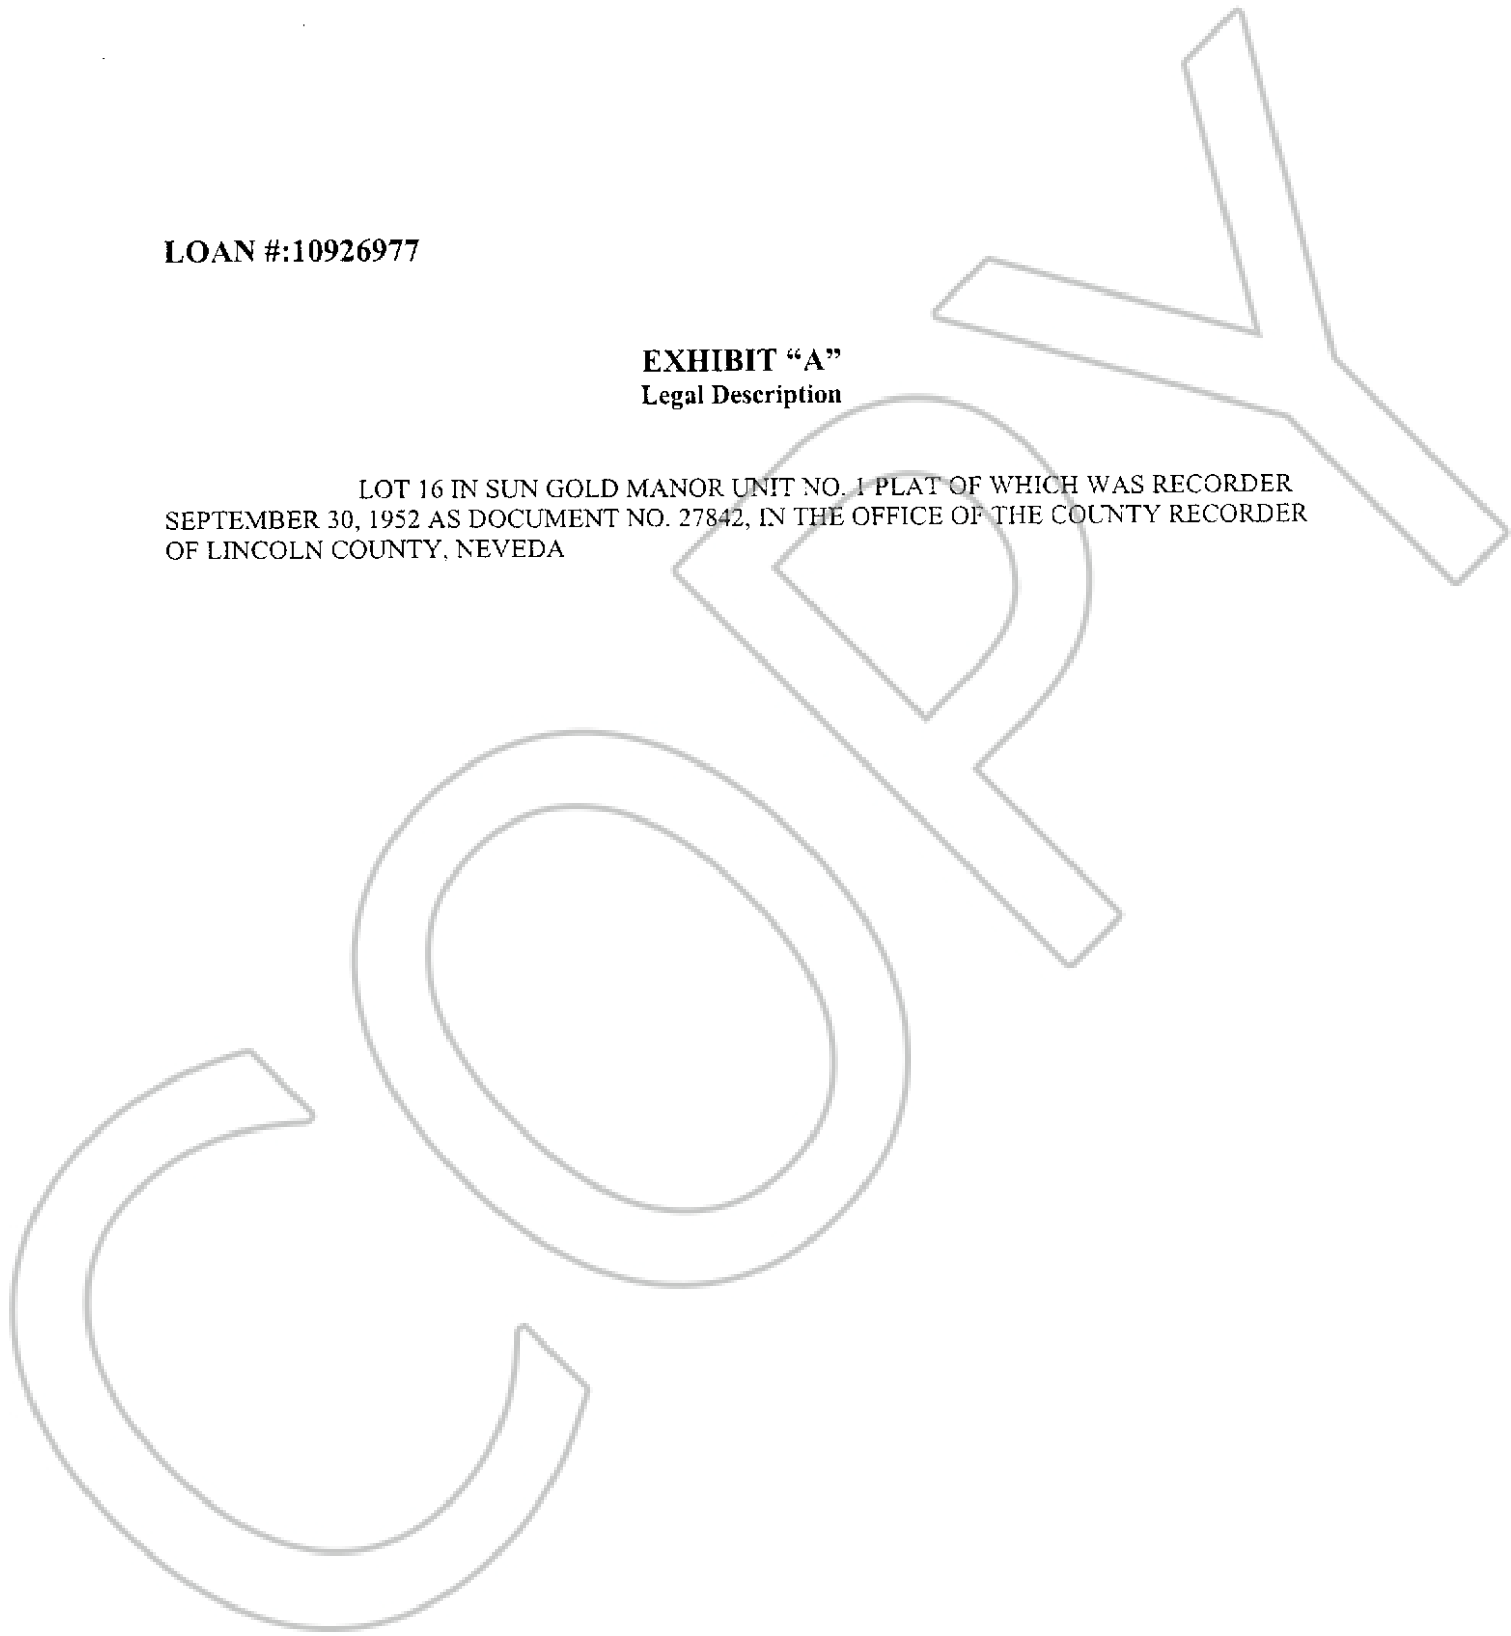 LOAN #:10926977
EXHIBIT “A”
Legal Description
LOT 16 IN SUN GOLD MANOR UNIT NO. 1 PLAT OF WHICH WAS RECORDER
SEPTEMBER 30, 1952 AS DOCUMENT NO. 27842, IN THE OFFICE OF THE COUNTY RECORDER
OF LINCOLN COUNTY, NEVEDA
COPY